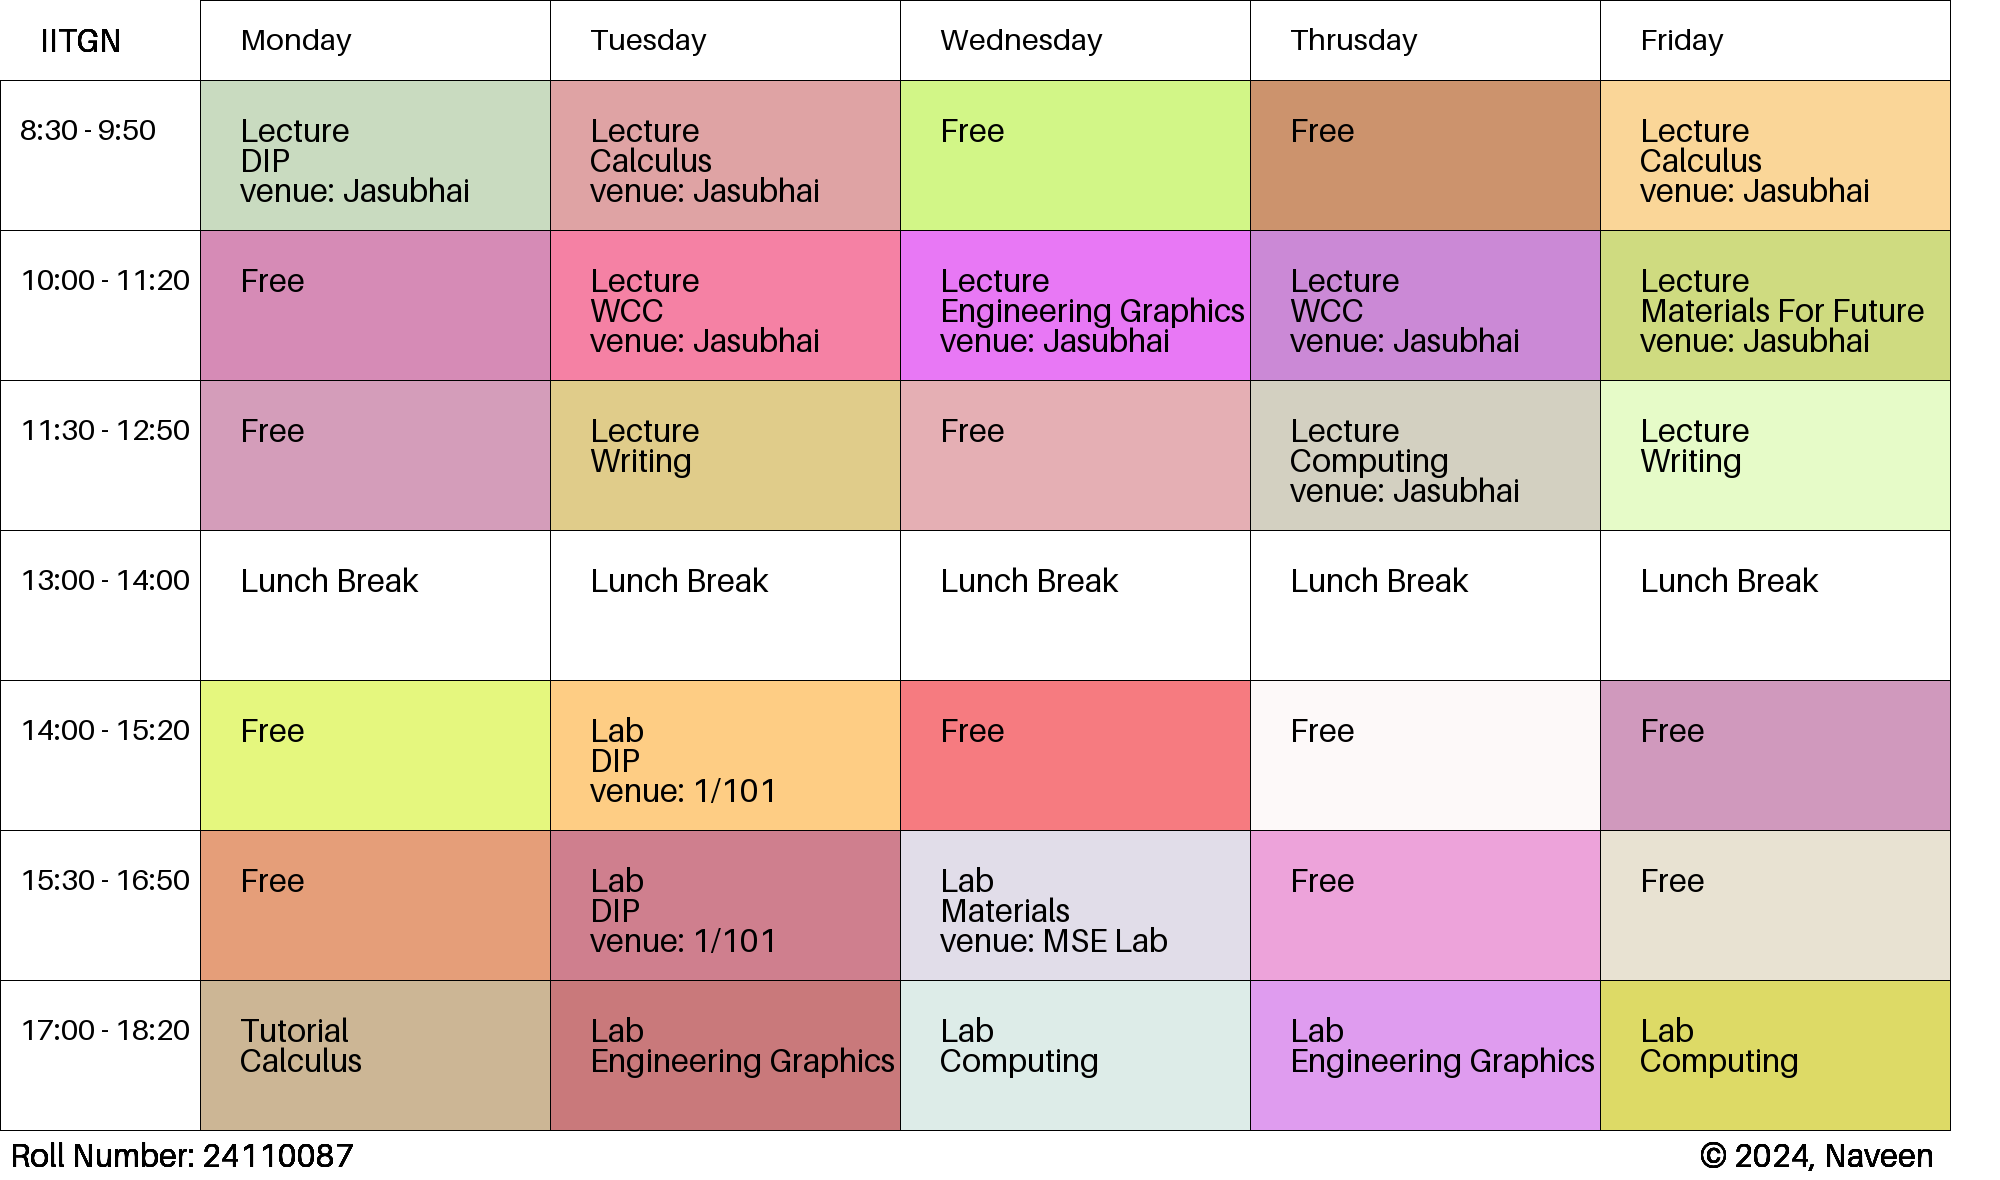 IITGN Monday Tuesday Wednesday Thrusday Friday
8:30 - 9:50
Lecture
DIP
venue: Jasubhai
Lecture
Calculus
venue: Jasubhai
Free
Free
Lecture
Calculus
venue: Jasubhai
10:00 - 11:20
Free
Lecture
WCC
venue: Jasubhai
Lecture
Engineering Graphics
venue: Jasubhai
Lecture
WCC
venue: Jasubhai
Lecture
Materials For Future
venue: Jasubhai
11:30 - 12:50
Free
Lecture
Writing
Free
Lecture
Computing
venue: Jasubhai
Lecture
Writing
13:00 - 14:00
Lunch Break
Lunch Break
Lunch Break
Lunch Break
Lunch Break
14:00 - 15:20
Free
Lab
DIP
venue: 1/101
Free
Free
Free
15:30 - 16:50
Free
Lab
DIP
venue: 1/101
Lab
Materials
venue: MSE Lab
Free
Free
17:00 - 18:20
Tutorial
Calculus
Lab
Engineering Graphics
Lab
Computing
Lab
Engineering Graphics
Lab
Computing
Roll Number: 24110087
© 2024, Naveen